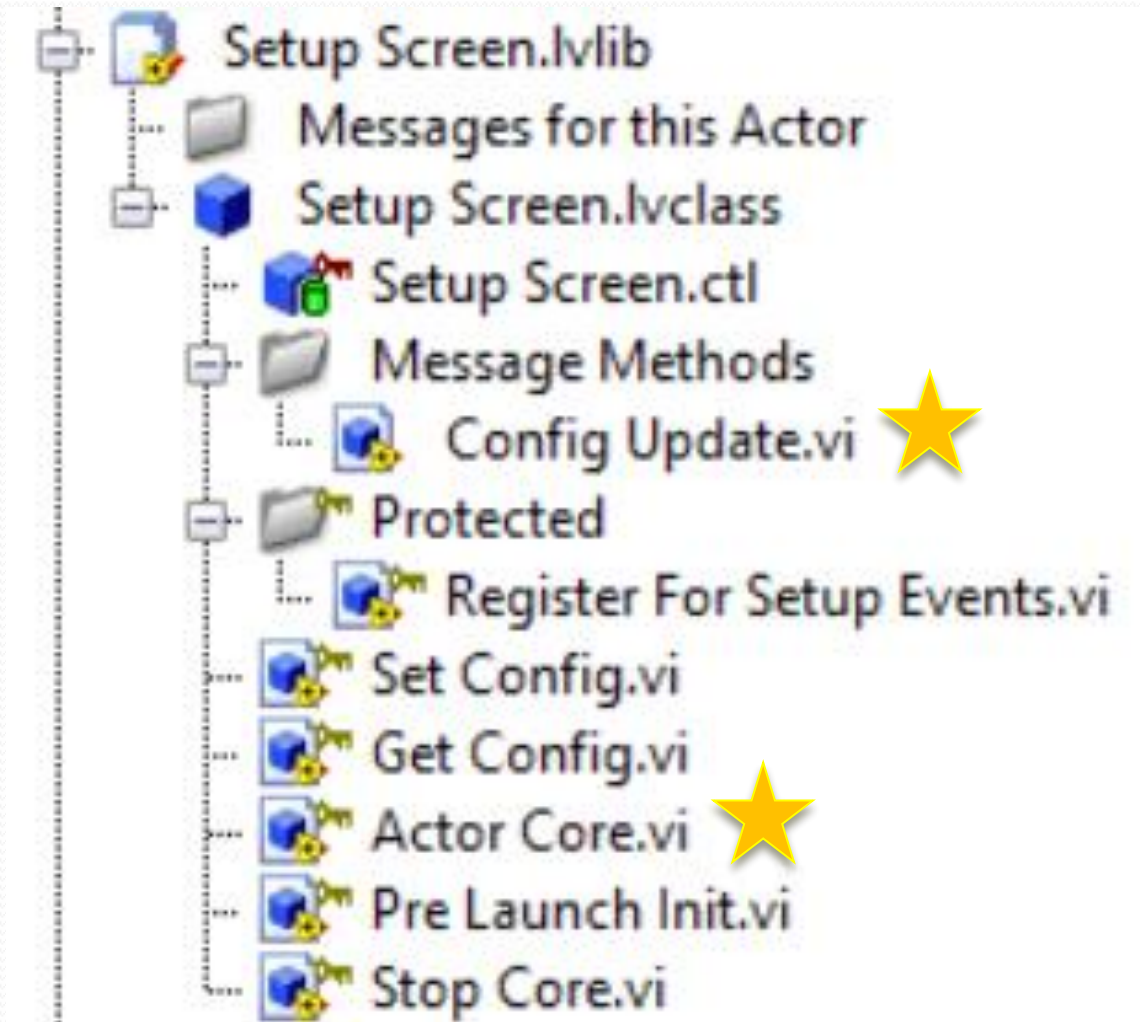 Setup Screen.lvlib
Messages for this Actor
Setup Screen.lvclass
Setup Screen.ctl
Message Methods
Config Update.vi
Protected
Register For Setup Events.vi
Set Config.vi
Get Config.vi
Actor Core.vi
Pre Launch Init.vi
Stop Core.vi